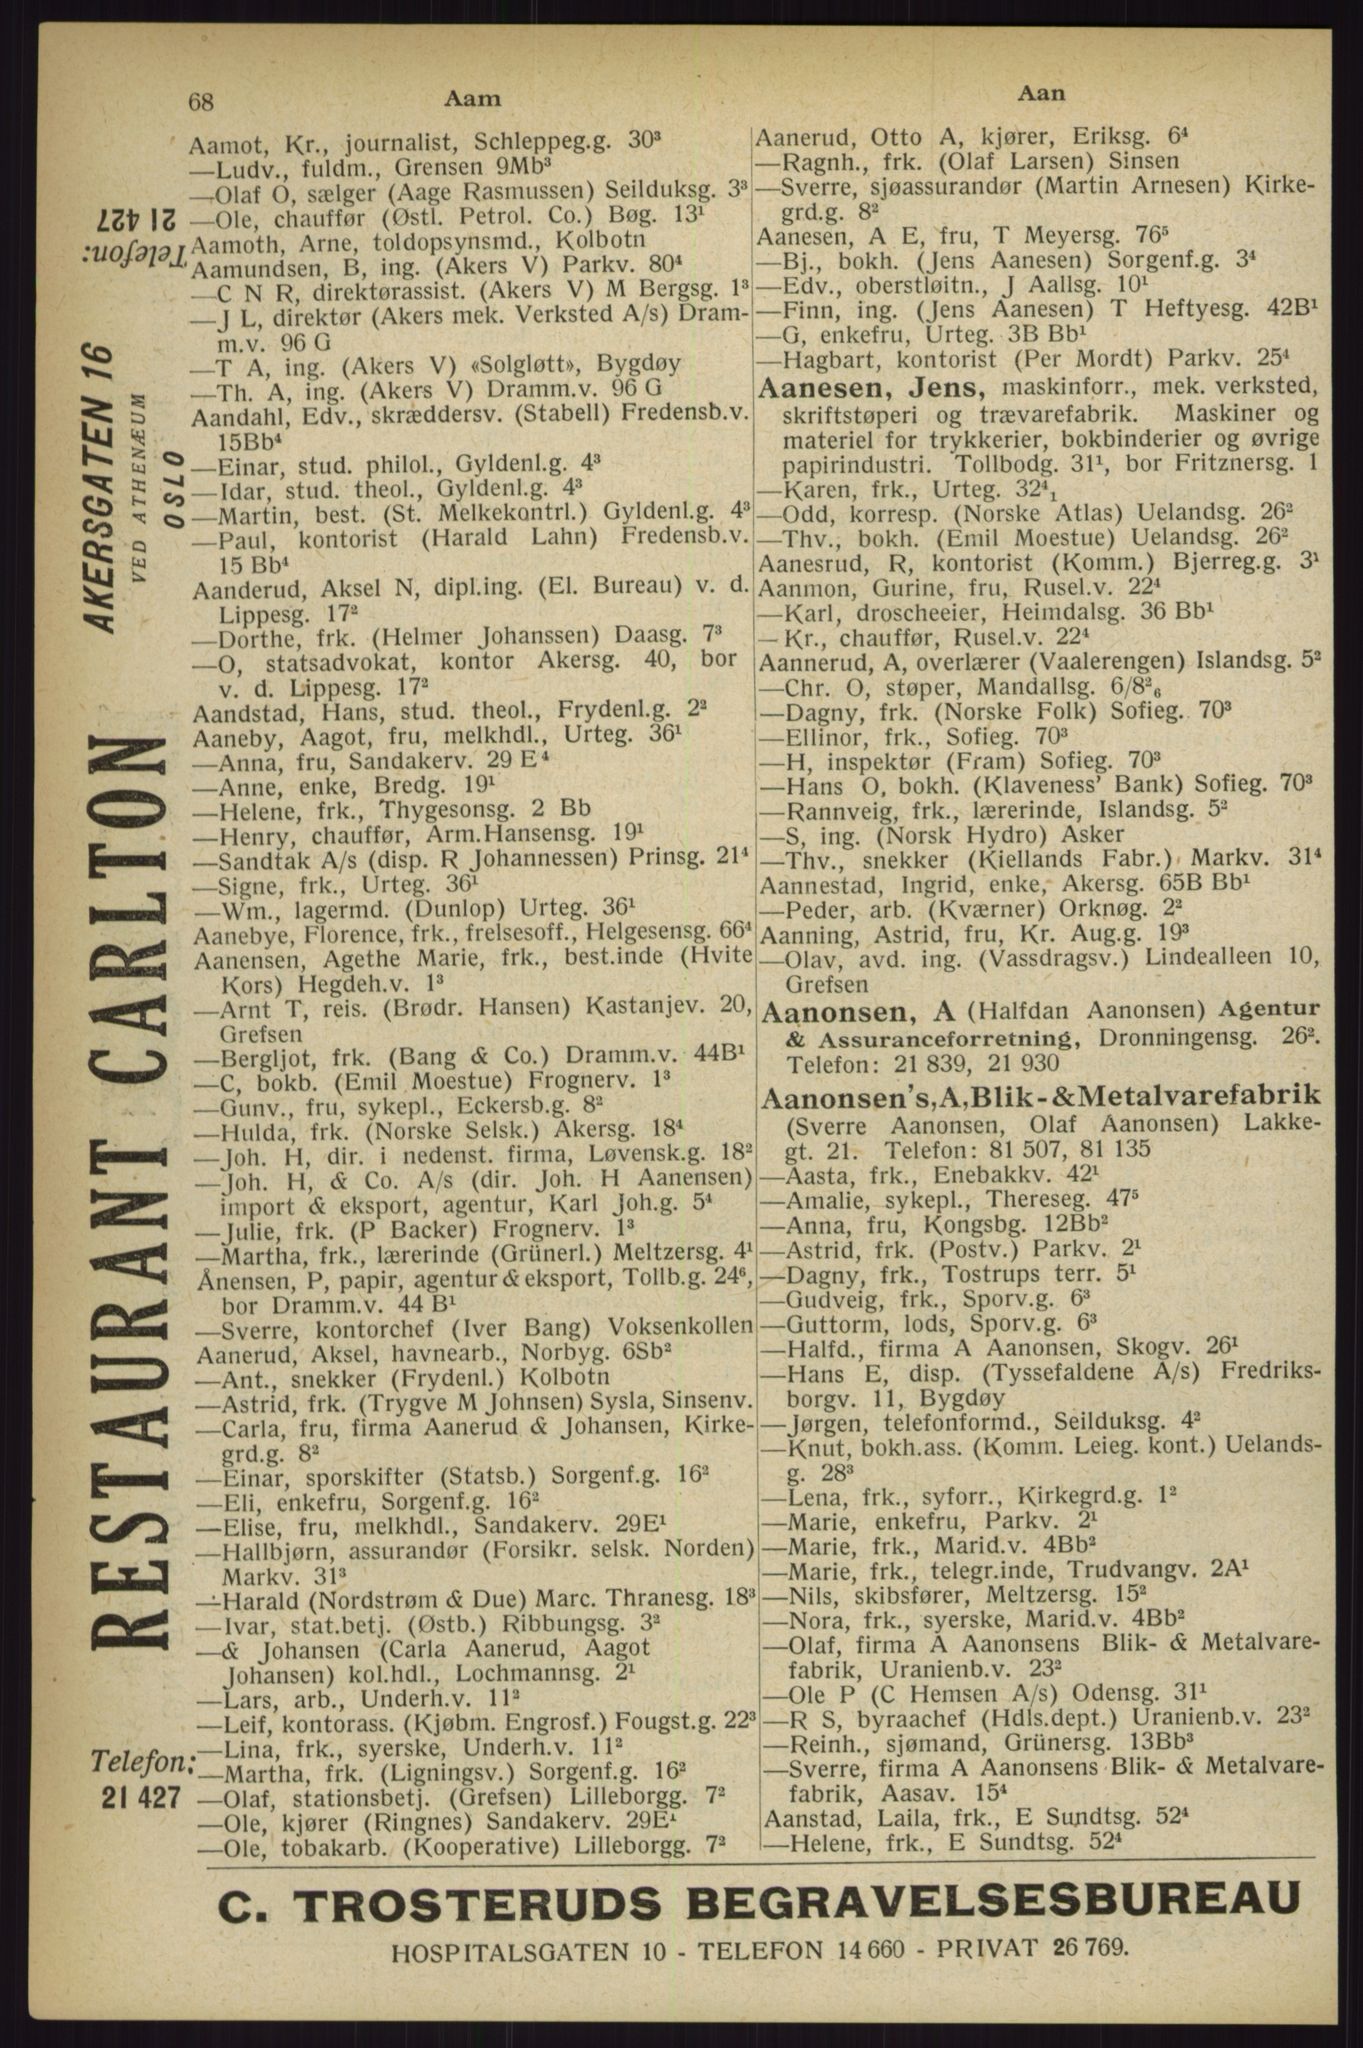 68
Aam
Aan
Aamot, Kr., journalist, Schleppeg.g. 30³
—Ludv., fuldm., Grensen 9Mb³
—Olaf O, sælger (Aage Rasmussen) Seilduksg. 3³
—Ole, chauffør (Østl. Petrol. Co.) Bøg. 13¹
Aamoth, Arne, toldopsynsmd., Kolbotn
Aamundsen, B, ing. (Akers V) Parkv. 80⁴
—C N R, direktørassist. (Akers V) M Bergsg. 1³
—J L, direktør (Akers mek. Verksted A/s) Dram-
m.v. 96 G
—T A, ing. (Akers V) «Solgløtt», Bygdøy
—Th. A, ing. (Akers V) Dramm.v. 96 G
Aandahl, Edv., skræddersv. (Stabell) Fredensb.v.
15Bb⁴
—Einar, stud. philol., Gyldenl.g. 4³
—Idar, stud. theol., Gyldenl.g. 4³
—Martin, best. (St. Melkekontrl.) Gyldenl.g. 4³
—Paul, kontorist (Harald Lahn) Fredensb.v.
15 Bb⁴
Aanderud, Aksel N, dipl.ing. (El. Bureau) v. d.
Lippesg. 17²
—Dorthe, frk. (Helmer Johanssen) Daasg. 7³
—O, statsadvokat, kontor Akersg. 40, bor
v. d. Lippesg. 17²
Aandstad, Hans, stud. theol., Frydenl.g. 2²
Aaneby, Aagot, fru, melkhdl., Urteg. 36¹
—Anna, fru, Sandakerv. 29 E⁴
—Anne, enke, Bredg. 19¹
—Helene, frk., Thygesonsg. 2 Bb
—Henry, chauffør, Arm.Hansensg. 19¹
—Sandtak A/s (disp. R Johannessen) Prinsg. 21⁴
—Signe, frk., Urteg. 36¹
—Wm., lagermd. (Dunlop) Urteg. 36¹
Aanebye, Florence, frk., frelsesoff., Helgesensg. 66⁴
Aanensen, Agethe Marie, frk., best.inde (Hvite
Kors) Hegdeh.v. 1³
—Arnt T, reis. (Brødr. Hansen) Kastanjev. 20,
Grefsen
—Bergljot, frk. (Bang & Co.) Dramm.v. 44B¹
—C, bokb. (Emil Moestue) Frognerv. 1³
—Gunv., fru, sykepl., Eckersb.g. 8²
—Hulda, frk. (Norske Selsk.) Akersg. 18⁴
—Joh. H, dir. i nedenst. firma, Løvensk.g. 18²
—Joh. H, & Co. A/s (dir. Joh. H Aanensen)
import & eksport, agentur, Karl Joh.g. 5⁴
—Julie, frk. (P Backer) Frognerv. 1³
—Martha, frk., lærerinde (Grünerl.) Meltzersg. 4¹
Ånensen, P, papir, agentur & eksport, Tollb.g. 24⁶,
bor Dramm.v. 44 B¹
—Sverre, kontorchef (Iver Bang) Voksenkollen
Aanerud, Aksel, havnearb., Norbyg. 6Sb²
—Ant., snekker (Frydenl.) Kolbotn
—Astrid, frk. (Trygve M Johnsen) Sysla, Sinsenv.
—Carla, fru, firma Aanerud & Johansen, Kirke-
grd.g. 8²
—Einar, sporskifter (Statsb.) Sorgenf.g. 16²
—Eli, enkefru, Sorgenf.g. 16²
—Elise, fru, melkhdl., Sandakerv. 29E¹
—Hallbjørn, assurandør (Forsikr. selsk. Norden)
Markv. 31³
—Harald (Nordstrøm & Due) Marc. Thranesg. 18³
—Ivar, stat.betj. (Østb.) Ribbungsg. 3²
—& Johansen (Carla Aanerud, Aagot
Johansen) kol.hdl., Lochmannsg. 2¹
—Lars, arb., Underh.v. 11²
—Leif, kontorass. (Kjøbm. Engrosf.) Fougst.g. 22³
—Lina, frk., syerske, Underh.v. 11²
—Martha, frk. (Ligningsv.) Sorgenf.g. 16²
—Olaf, stationsbetj. (Grefsen) Lilleborgg. 7²
—Ole, kjører (Ringnes) Sandakerv. 29E¹
—Ole, tobakarb. (Kooperative) Lilleborgg. 7²
Aanerud, Otto A, kjører, Eriksg. 6⁴
—Ragnh., frk. (Olaf Larsen) Sinsen
—Sverre, sjøassurandør (Martin Arnesen) Kirke-
grd.g. 8²
Aanesen, A E, fru, T Meyersg. 76⁵
—Bj., bokh. (Jens Aanesen) Sorgenf.g. 3⁴
—Edv., oberstløitn., J Aallsg. 10¹
—Finn, ing. (Jens Aanesen) T Heftyesg. 42B¹
—G, enkefru, Urteg. 3B Bb¹
—Hagbart, kontorist (Per Mordt) Parkv. 25⁴
Aanesen, Jens, maskinforr., mek. verksted,
skriftstøperi og trævarefabrik. Maskiner og
materiel for trykkerier, bokbinderier og øvrige
papirindustri. Tollbodg. 31¹, bor Fritznersg. 1
—Karen, frk., Urteg. 32⁴₁
—Odd, korresp. (Norske Atlas) Uelandsg. 26²
—Thv., bokh. (Emil Moestue) Uelandsg. 26²
Aanesrud, R, kontorist (Komm.) Bjerreg.g. 3¹
Aanmon, Gurine, fru, Rusel.v. 22⁴
—Karl, droscheeier, Heimdalsg. 36 Bb¹
—Kr., chauffør, Rusel.v. 22⁴
Aannerud, A, overlærer (Vaalerengen) Islandsg. 5²
—Chr. O, støper, Mandallsg. 6/8²₆
—Dagny, frk. (Norske Folk) Sofieg. 70³
—Ellinor, frk., Sofieg. 70³
—H, inspektør (Fram) Sofieg. 70³
—Hans O, bokh. (Klaveness' Bank) Sofieg. 70³
—Rannveig, frk., lærerinde, Islandsg. 5²
—S, ing. (Norsk Hydro) Asker
—Thv., snekker (Kiellands Fabr.) Markv. 31⁴
Aannestad, Ingrid, enke, Akersg. 65B Bb¹
—Peder, arb. (Kværner) Orknøg. 2²
Aanning, Astrid, fru, Kr. Aug.g. 19³
—Olav, avd. ing. (Vassdragsv.) Lindealleen 10,
Grefsen
Aanonsen, A (Halfdan Aanonsen) Agentur
& Assuranceforretning, Dronningensg. 26².
Telefon: 21 839, 21 930
Aanonsen's, A, Blik- & Metalvarefabrik
(Sverre Aanonsen, Olaf Aanonsen) Lakke-
gt. 21. Telefon: 81 507, 81 135
—Aasta, frk., Enebakkv. 42¹
—Amalie, sykepl., Thereseg. 47⁵
—Anna, fru, Kongsbg. 12Bb²
—Astrid, frk. (Postv.) Parkv. 2¹
—Dagny, frk., Tostrups terr. 5¹
—Gudveig, frk., Sporv.g. 6³
—Guttorm, lods, Sporv.g. 6³
—Halfd., firma A Aanonsen, Skogv. 26¹
—Hans E, disp. (Tyssefaldene A/s) Fredriks-
borgv. 11, Bygdøy
—Jørgen, telefonformd., Seilduksg. 4²
—Knut, bokh.ass. (Komm. Leieg. kont.) Uelands-
g. 28³
—Lena, frk., syforr., Kirkegrd.g. 1²
—Marie, enkefru, Parkv. 2¹
—Marie, frk., Marid.v. 4Bb²
—Marie, frk., telegr.inde, Trudvangv. 2A¹
—Nils, skibsfører, Meltzersg. 15²
—Nora, frk., syerske, Marid.v. 4Bb²
—Olaf, firma A Aanonsens Blik- & Metalvare-
fabrik, Uranienb.v. 23²
—Ole P (C Hemsen A/s) Odensg. 31¹
—R S, byraachef (Hdls.dept.) Uranienb.v. 23²
—Reinh., sjømand, Grünersg. 13Bb³
—Sverre, firma A Aanonsens Blik- & Metalvare-
fabrik, Aasav. 15⁴
Aanstad, Laila, frk., E Sundtsg. 52⁴
—Helene, frk., E Sundtsg. 52⁴
Telefon:
21 427
AKERSGATEN 16
VED ATHENÆUM
OSLO
RESTAURANT CARLTON
Telefon:
21 427
C. TROSTERUDS BEGRAVELSESBUREAU
HOSPITALSGATEN 10 - TELEFON 14 660 - PRIVAT 26 769.